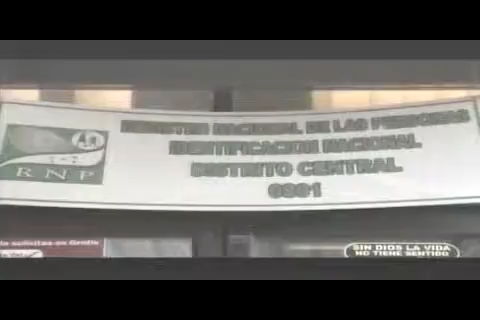 REGISTRO NACIONAL DE LAS PERSONAS
IDENTIFICACION NACIONAL
DISTRITO CENTRAL
0801
RNP
SIN DIOS LA VIDA
NO TIENE SENTIDO